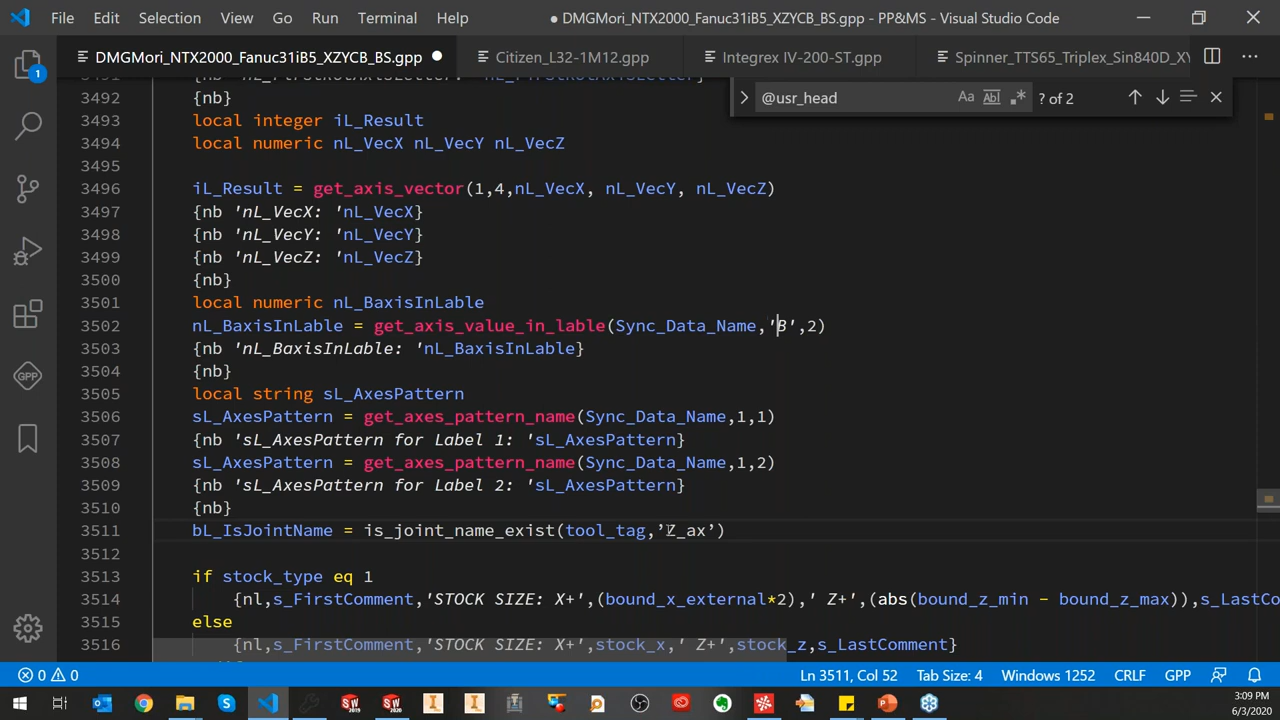 File Edit Selection View Go Run Terminal Help
● DMGMori_NTX2000_Fanuc31iB5_XZYCB_BS.gpp - PP&MS - Visual Studio Code
DMGMori_NTX2000_Fanuc31iB5_XZYCB_BS.gpp ● Citizen_L32-1M12.gpp Integrex IV-200-ST.gpp Spinner_TTS65_Triplex_Sin840D_XY
@usr_head Aa Abl .* ? of 2
3492 {nb}
3493 local integer iL_Result
3494 local numeric nL_VecX nL_VecY nL_VecZ
3495
3496 iL_Result = get_axis_vector(1,4,nL_VecX, nL_VecY, nL_VecZ)
3497 {nb 'nL_VecX: 'nL_VecX}
3498 {nb 'nL_VecY: 'nL_VecY}
3499 {nb 'nL_VecZ: 'nL_VecZ}
3500 {nb}
3501 local numeric nL_BaxisInLable
3502 nL_BaxisInLable = get_axis_value_in_lable(Sync_Data_Name,'B',2)
3503 {nb 'nL_BaxisInLable: 'nL_BaxisInLable}
3504 {nb}
3505 local string sL_AxesPattern
3506 sL_AxesPattern = get_axes_pattern_name(Sync_Data_Name,1,1)
3507 {nb 'sL_AxesPattern for Label 1: 'sL_AxesPattern}
3508 sL_AxesPattern = get_axes_pattern_name(Sync_Data_Name,1,2)
3509 {nb 'sL_AxesPattern for Label 2: 'sL_AxesPattern}
3510 {nb}
3511 bL_IsJointName = is_joint_name_exist(tool_tag,’Z_ax’)
3512
3513 if stock_type eq 1
3514 {nl,s_FirstComment,'STOCK SIZE: X+',(bound_x_external*2),' Z+',(abs(bound_z_min - bound_z_max)),s_LastCo
3515 else
3516 {nl,s_FirstComment,'STOCK SIZE: X+',stock_x,' Z+',stock_z,s_LastComment}
1
GPP
0 0 Ln 3511, Col 52 Tab Size: 4 Windows 1252 CRLF GPP
3:09 PM
6/3/2020